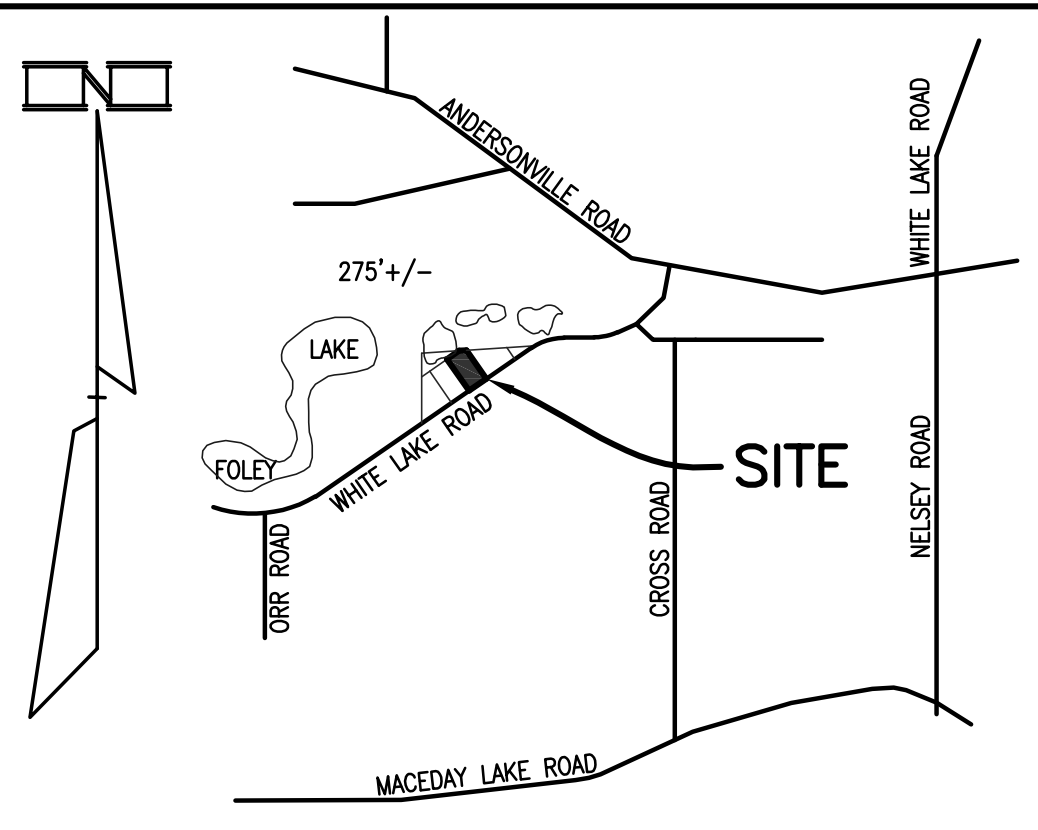 N
ANDERSONVILLE ROAD
WHITE LAKE ROAD
275'+/-
LAKE
FOLEY
WHITE LAKE ROAD
SITE
ORR ROAD
CROSS ROAD
NELSEY ROAD
MACEDAY LAKE ROAD